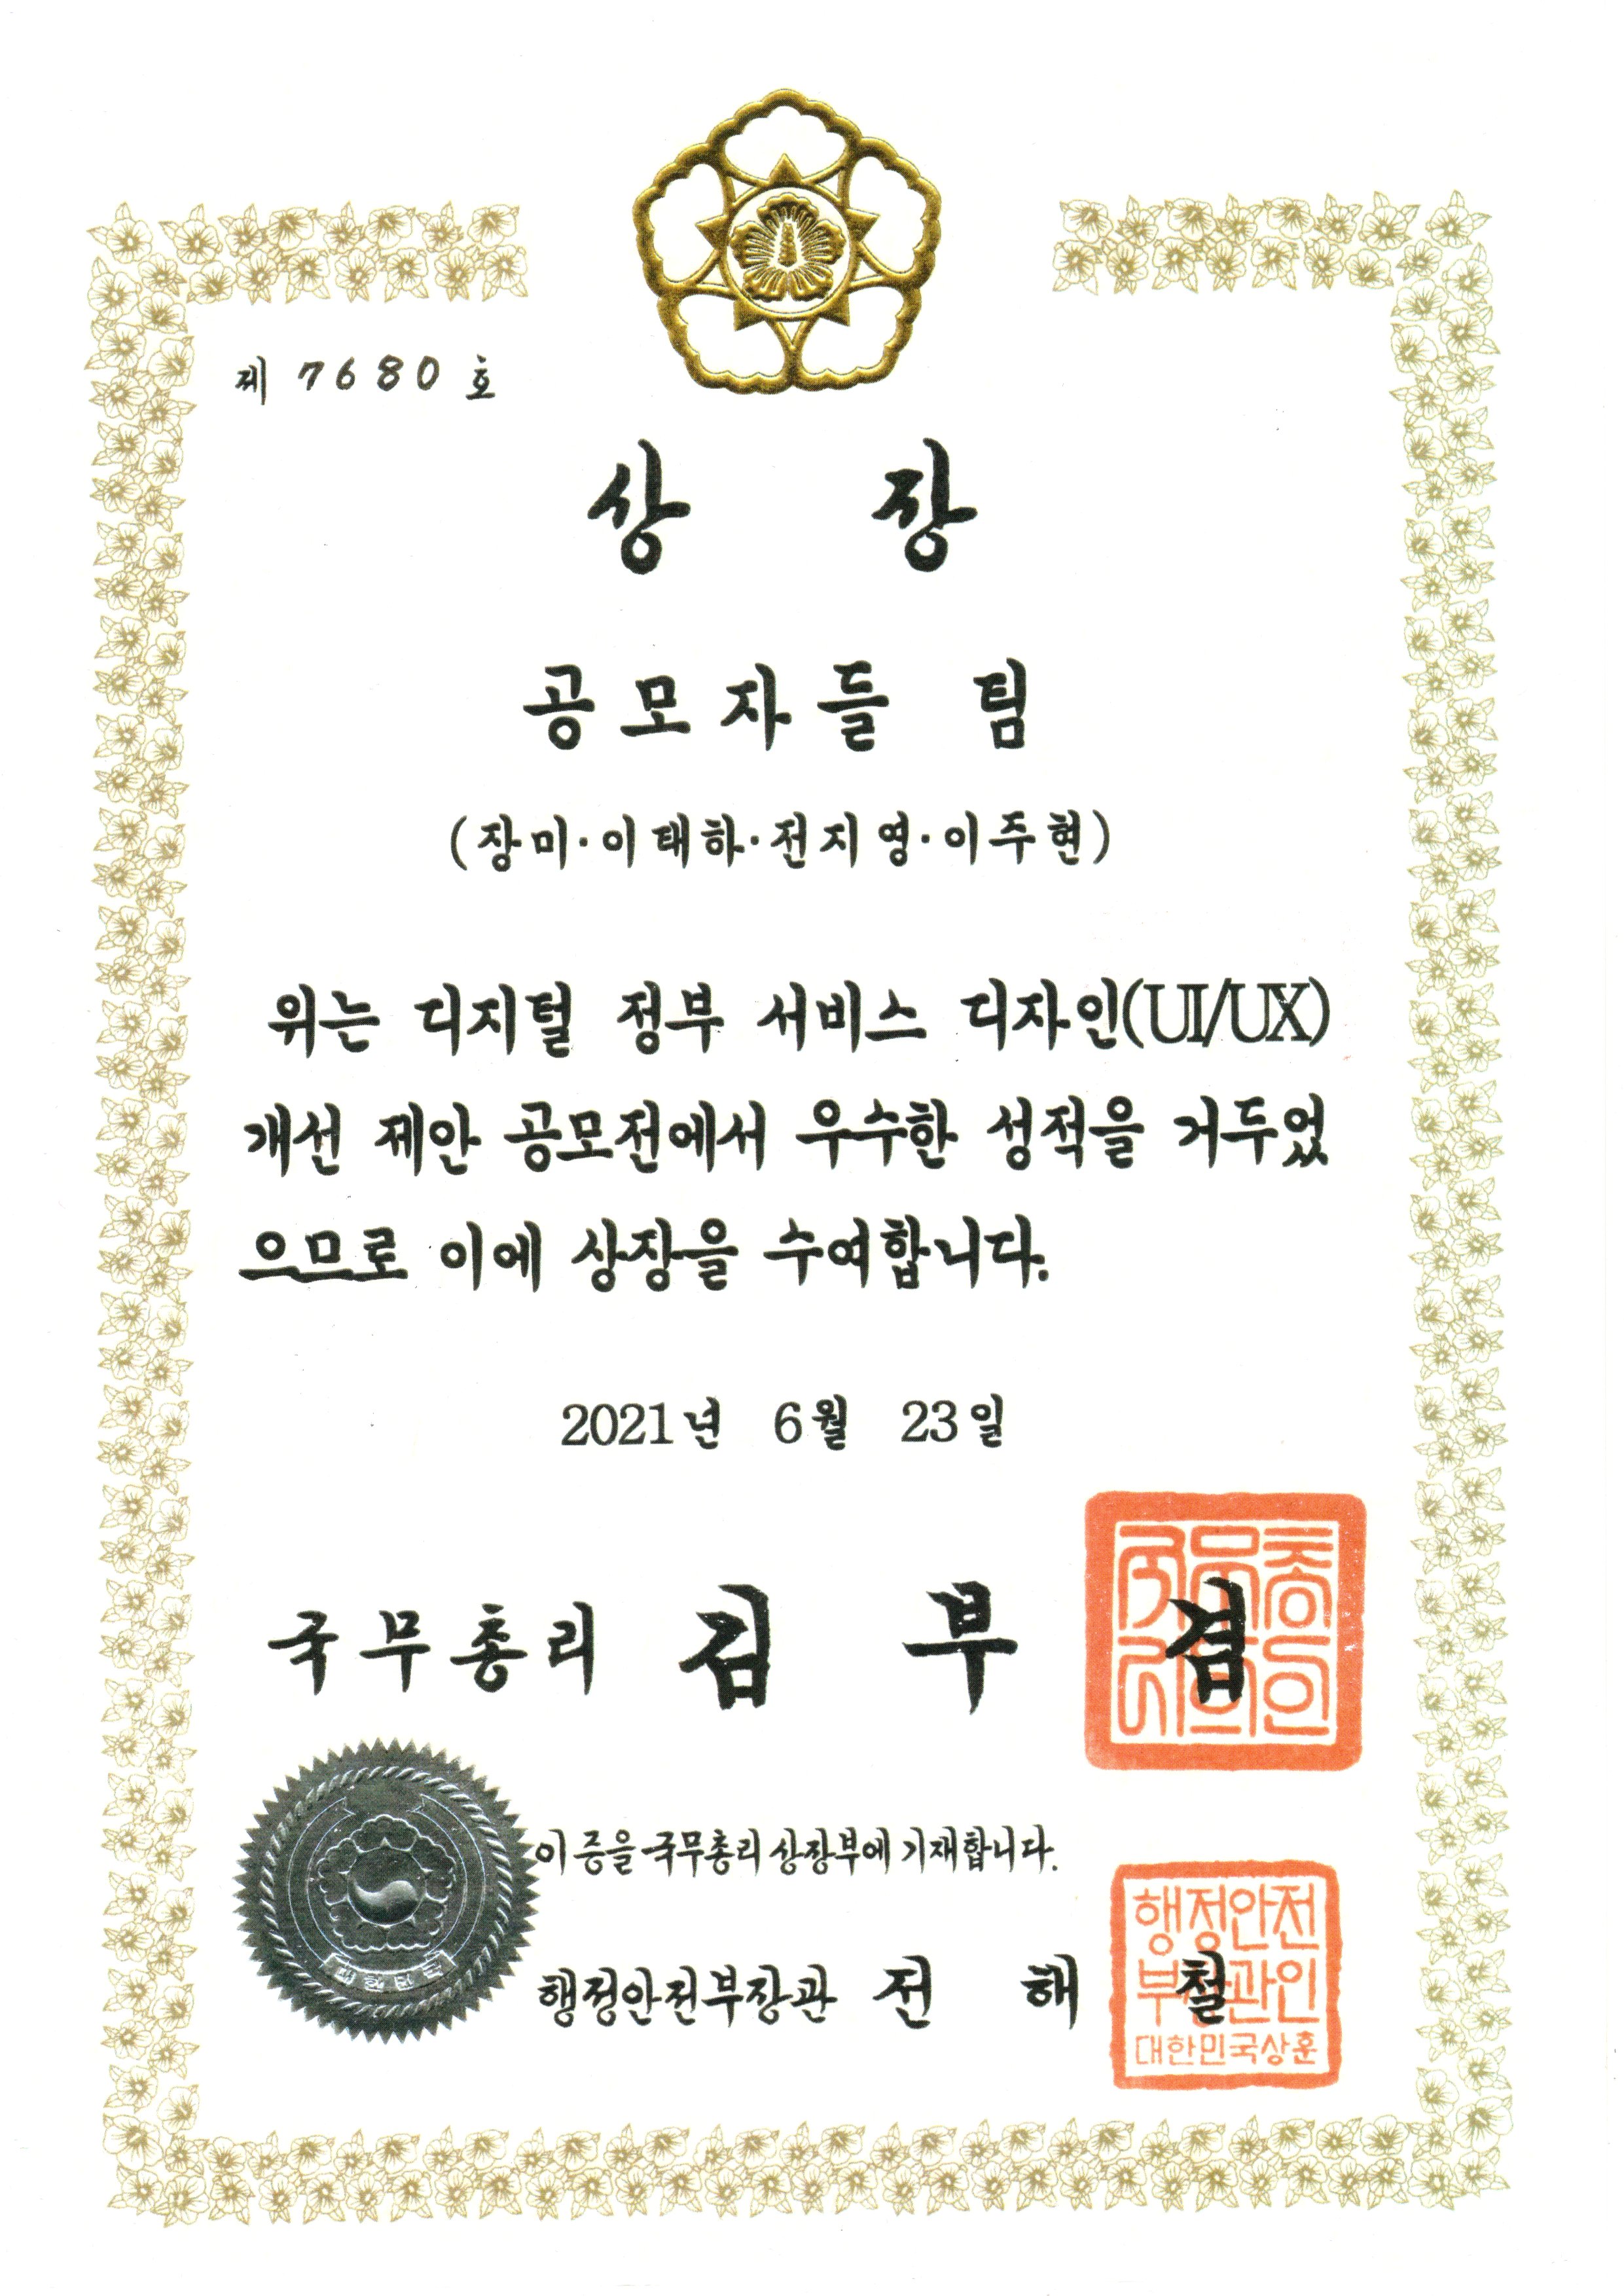 제 7680 호
상 장
공모자들 팀
(장미·이태하·전지영·이주현)
위는 디지털 정부 서비스 디자인(UI/UX)
개선 제안 공모전에서 우수한 성적을 거두었
으므로 이에 상장을 수여합니다.
2021년 6월 23일
국무총리 김 부 겸
이 증을 국무총리 상장부에 기재합니다.
행정안전부장관 전 해 철
행정안전
부장관인
대한민국상훈
대한민국